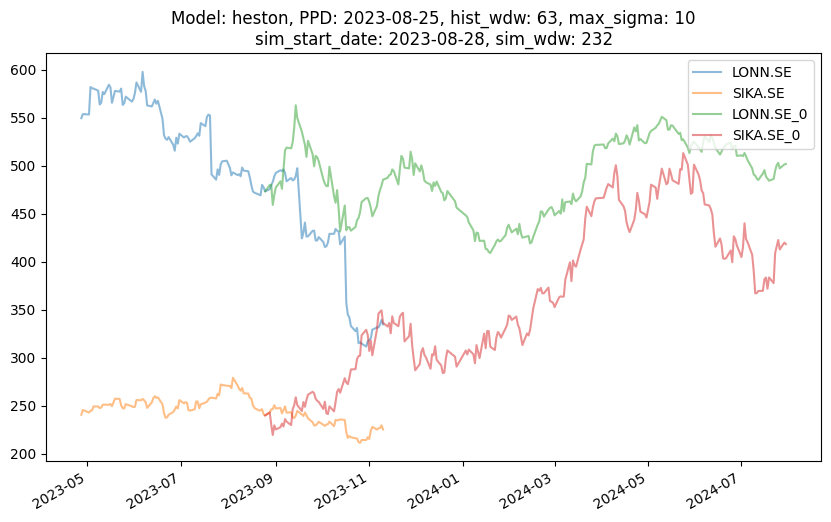 Model: heston, PPD: 2023-08-25, hist_wdw: 63, max_sigma: 10
sim_start_date: 2023-08-28, sim_wdw: 232
LONN.SE
SIKA.SE
LONN.SE_0
SIKA.SE_0
600
550
500
450
400
350
300
250
200
2023-05
2023-07
2023-09
2023-11
2024-01
2024-03
2024-05
2024-07